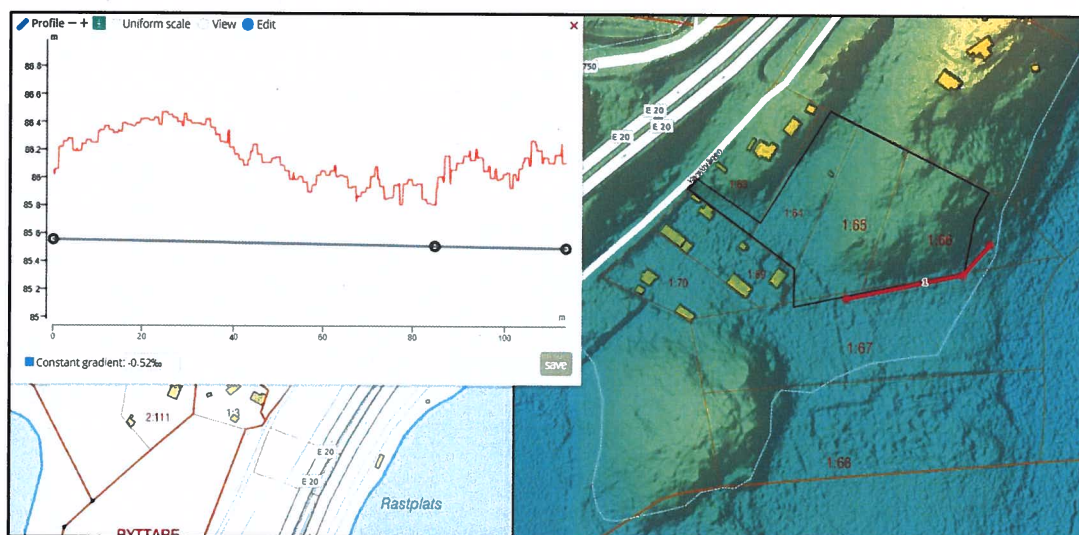 Profile − + Uniform scale View Edit ×
m
86.8
86.6
86.4
86.2
86
85.8
85.6
85.4
85.2
85
0 20 40 60 80 100
m
Constant gradient: -0.52‰
save
750
E 20
E 20
E 20
1:63
1:64
1:65
1:66
1:69
1:70
1
1:67
1:68
2:111
1:3
E 20
E 20
Rastplats
RYTTARE